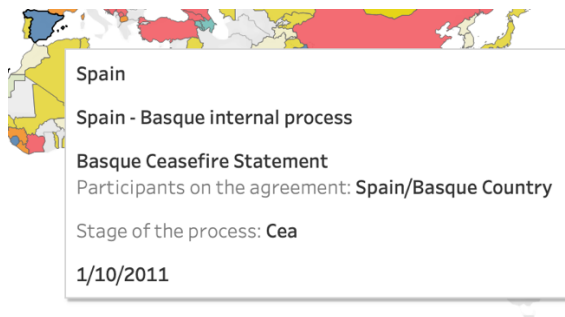 Spain
Spain - Basque internal process
Basque Ceasefire Statement
Participants on the agreement: Spain/Basque Country
Stage of the process: Cea
1/10/2011